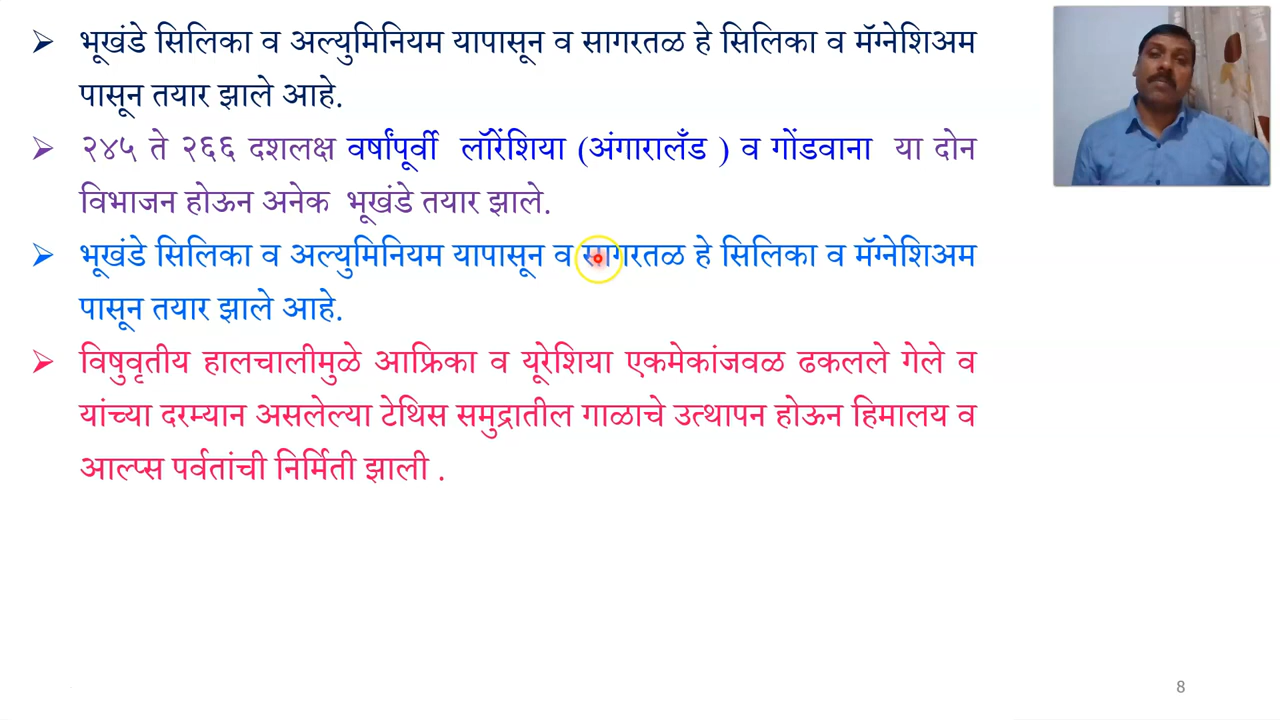 ➢ भूखंडे सिलिका व अल्युमिनियम यापासून व सागरतळ हे सिलिका व मॅग्नेशिअम
पासून तयार झाले आहे.
➢ २४५ ते २६६ दशलक्ष वर्षांपूर्वी लॉरेंशिया (अंगारालँड ) व गोंडवाना या दोन
विभाजन होऊन अनेक भूखंडे तयार झाले.
➢ भूखंडे सिलिका व अल्युमिनियम यापासून व सागरतळ हे सिलिका व मॅग्नेशिअम
पासून तयार झाले आहे.
➢ विषुवृतीय हालचालीमुळे आफ्रिका व यूरेशिया एकमेकांजवळ ढकलले गेले व
यांच्या दरम्यान असलेल्या टेथिस समुद्रातील गाळाचे उत्थापन होऊन हिमालय व
आल्प्स पर्वतांची निर्मिती झाली .
8